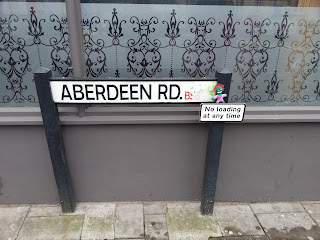 ABERDEEN RD.
No loading
at any time